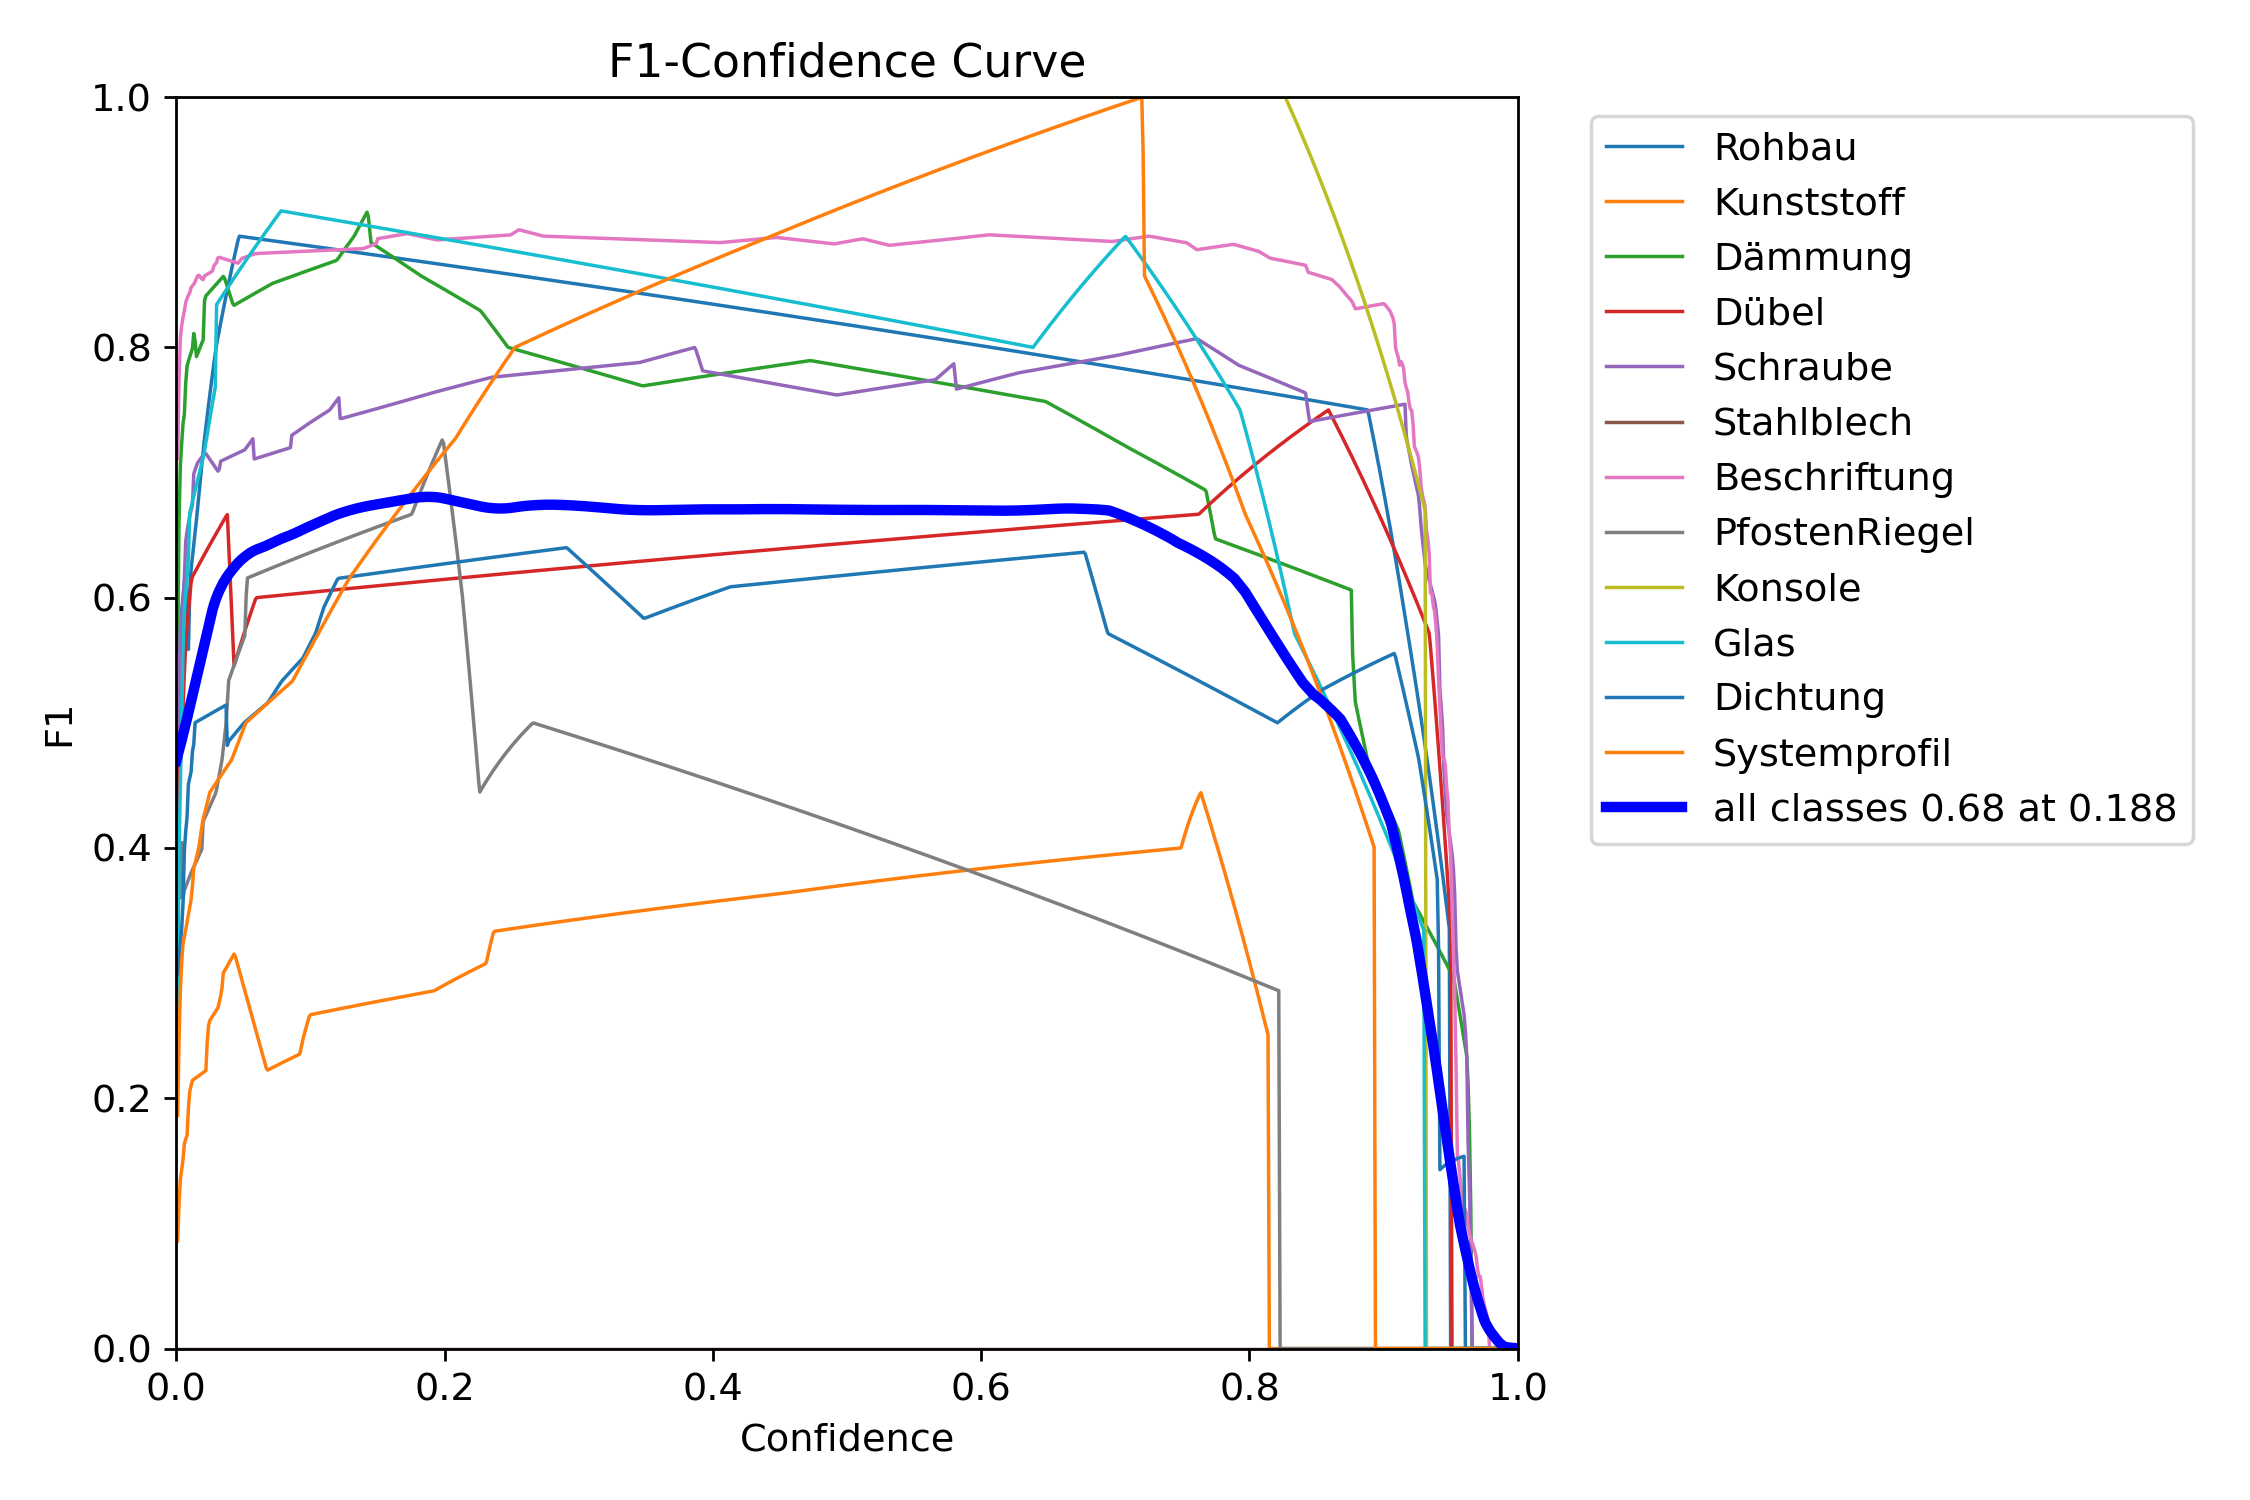 F1-Confidence Curve
1.0
0.8
0.6
0.4
0.2
0.0
F1
0.0 0.2 0.4 0.6 0.8 1.0
Confidence
Rohbau
Kunststoff
Dämmung
Dübel
Schraube
Stahlblech
Beschriftung
PfostenRiegel
Konsole
Glas
Dichtung
Systemprofil
all classes 0.68 at 0.188